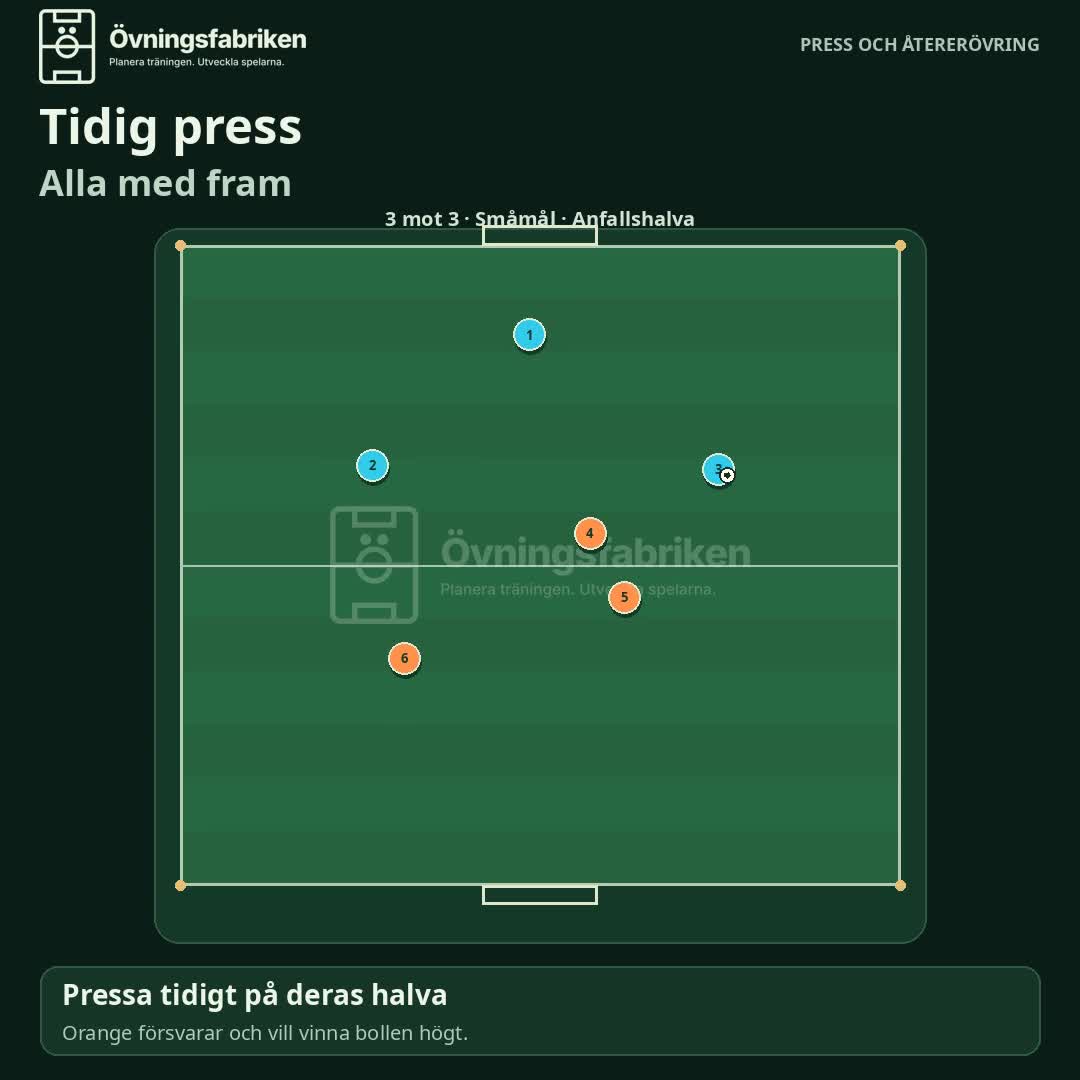 Övningsfabriken
Planera träningen. Utveckla spelarna.
PRESS OCH ÅTERERÖVRING
Tidig press
Alla med fram
3 mot 3 · Småmål · Anfallshalva
1
2
3
4
Övningsfabriken
Planera träningen. Utveckla spelarna.
5
6
Pressa tidigt på deras halva
Orange försvarar och vill vinna bollen högt.